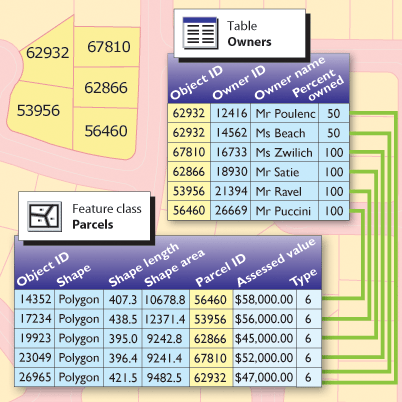 62932
67810
62866
53956
56460
Table
Owners
Object ID Owner ID Owner name Percent owned
62932 12416 Mr Poulenc 50
62932 14562 Ms Beach 50
67810 16733 Ms Zwilich 100
62866 18930 Mr Satie 100
53956 21394 Mr Ravel 100
56460 26669 Mr Puccini 100
Feature class
Parcels
Object ID Shape Shape length Shape area Parcel ID Assessed value Type
14352 Polygon 407.3 10678.8 56460 $58,000.00 6
17234 Polygon 438.5 12371.4 53956 $56,000.00 6
19923 Polygon 395.0 9242.8 62866 $45,000.00 6
23049 Polygon 396.4 9241.4 67810 $52,000.00 6
26965 Polygon 421.5 9482.5 62932 $47,000.00 6